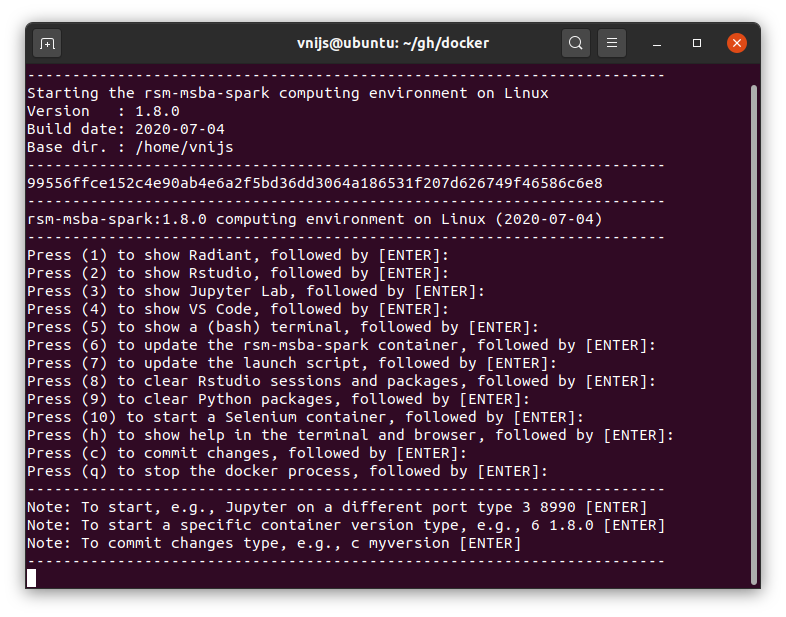 vnijs@ubuntu: ~/gh/docker
-----------------------------------------------------------------------
Starting the rsm-msba-spark computing environment on Linux
Version   : 1.8.0
Build date: 2020-07-04
Base dir. : /home/vnijs
-----------------------------------------------------------------------
99556ffce152c4e90ab4e6a2f5bd36dd3064a186531f207d626749f46586c6e8
-----------------------------------------------------------------------
rsm-msba-spark:1.8.0 computing environment on Linux (2020-07-04)
-----------------------------------------------------------------------
Press (1) to show Radiant, followed by [ENTER]:
Press (2) to show Rstudio, followed by [ENTER]:
Press (3) to show Jupyter Lab, followed by [ENTER]:
Press (4) to show VS Code, followed by [ENTER]:
Press (5) to show a (bash) terminal, followed by [ENTER]:
Press (6) to update the rsm-msba-spark container, followed by [ENTER]:
Press (7) to update the launch script, followed by [ENTER]:
Press (8) to clear Rstudio sessions and packages, followed by [ENTER]:
Press (9) to clear Python packages, followed by [ENTER]:
Press (10) to start a Selenium container, followed by [ENTER]:
Press (h) to show help in the terminal and browser, followed by [ENTER]:
Press (c) to commit changes, followed by [ENTER]:
Press (q) to stop the docker process, followed by [ENTER]:
-----------------------------------------------------------------------
Note: To start, e.g., Jupyter on a different port type 3 8990 [ENTER]
Note: To start a specific container version type, e.g., 6 1.8.0 [ENTER]
Note: To commit changes type, e.g., c myversion [ENTER]
-----------------------------------------------------------------------